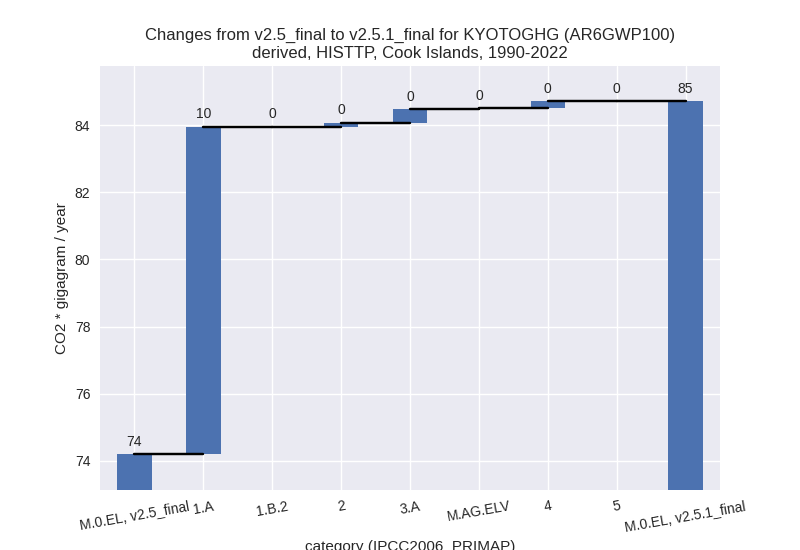 Changes from v2.5_final to v2.5.1_final for KYOTOGHG (AR6GWP100)
derived, HISTTP, Cook Islands, 1990-2022
CO2 * gigagram / year
84
82
80
78
76
74
74
10
0
0
0
0
0
0
85
M.0.EL, v2.5_final
1.A
1.B.2
2
3.A
M.AG.ELV
4
5
M.0.EL, v2.5.1_final
category (IPCC2006_PRIMAP)